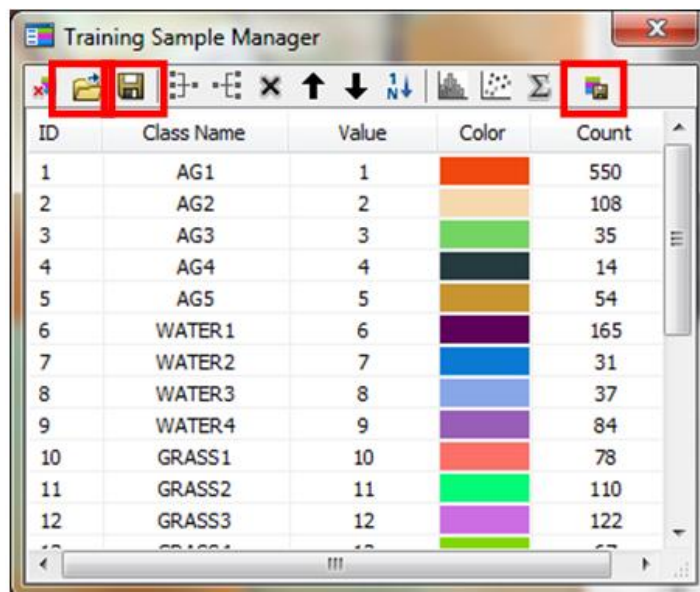 Training Sample Manager
ID Class Name Value Color Count
1 AG1 1 550
2 AG2 2 108
3 AG3 3 35
4 AG4 4 14
5 AG5 5 54
6 WATER1 6 165
7 WATER2 7 31
8 WATER3 8 37
9 WATER4 9 84
10 GRASS1 10 78
11 GRASS2 11 110
12 GRASS3 12 122